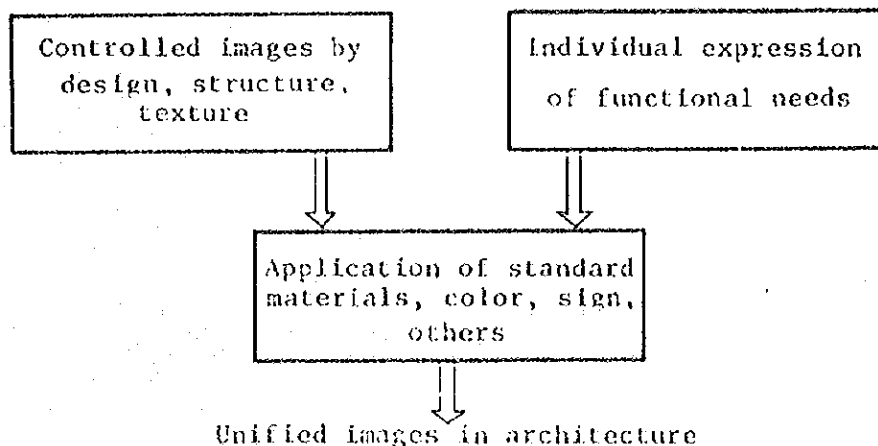 Controlled images by
design, structure,
texture
Individual expression
of functional needs
Application of standard
materials, color, sign,
others
Unified images in architecture